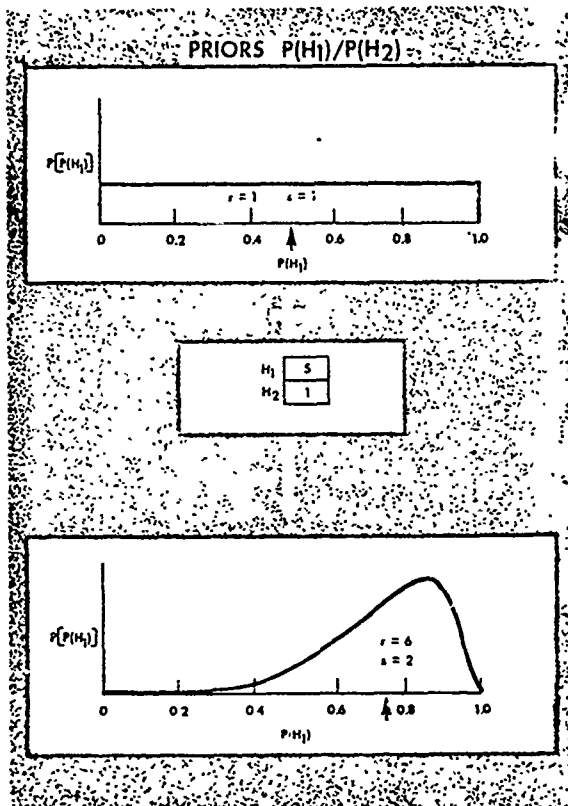 PRIORS P(H₁)/P(H₂)
P[P(H₁)]
r = 1 s = 1
0 0.2 0.4 0.6 0.8 1.0
P(H₁)
H₁ 5
H₂ 1
P[P(H₁)]
r = 6
s = 2
0 0 2 0.4 0.6 0.8 1.0
P(H₁)